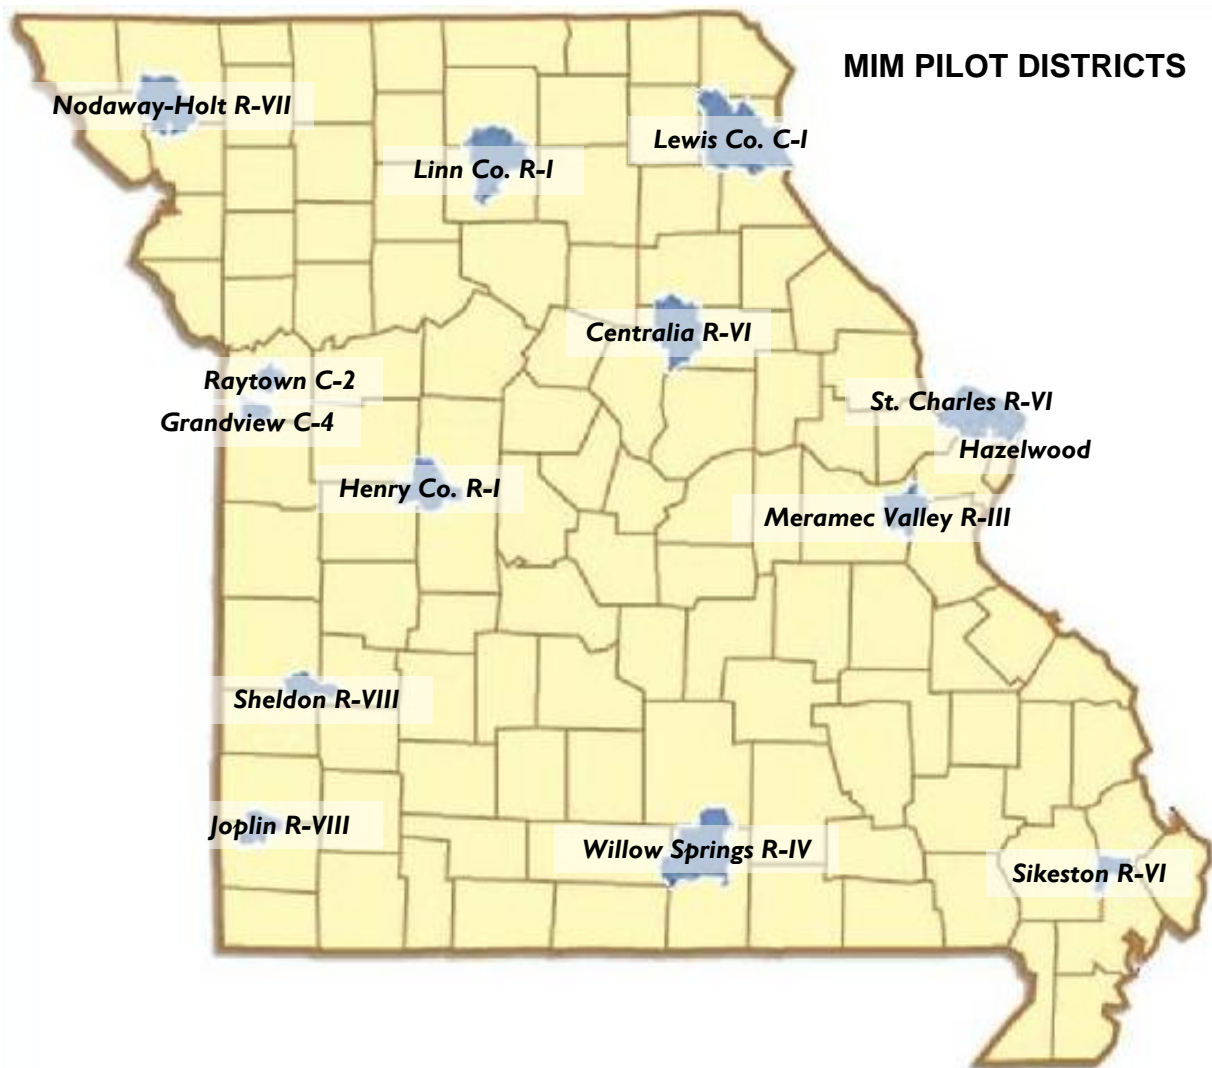 MIM PILOT DISTRICTS
Nodaway-Holt R-VII
Lewis Co. C-I
Linn Co. R-I
Centralia R-VI
Raytown C-2
Grandview C-4
St. Charles R-VI
Hazelwood
Henry Co. R-I
Meramec Valley R-III
Sheldon R-VIII
Joplin R-VIII
Willow Springs R-IV
Sikeston R-VI